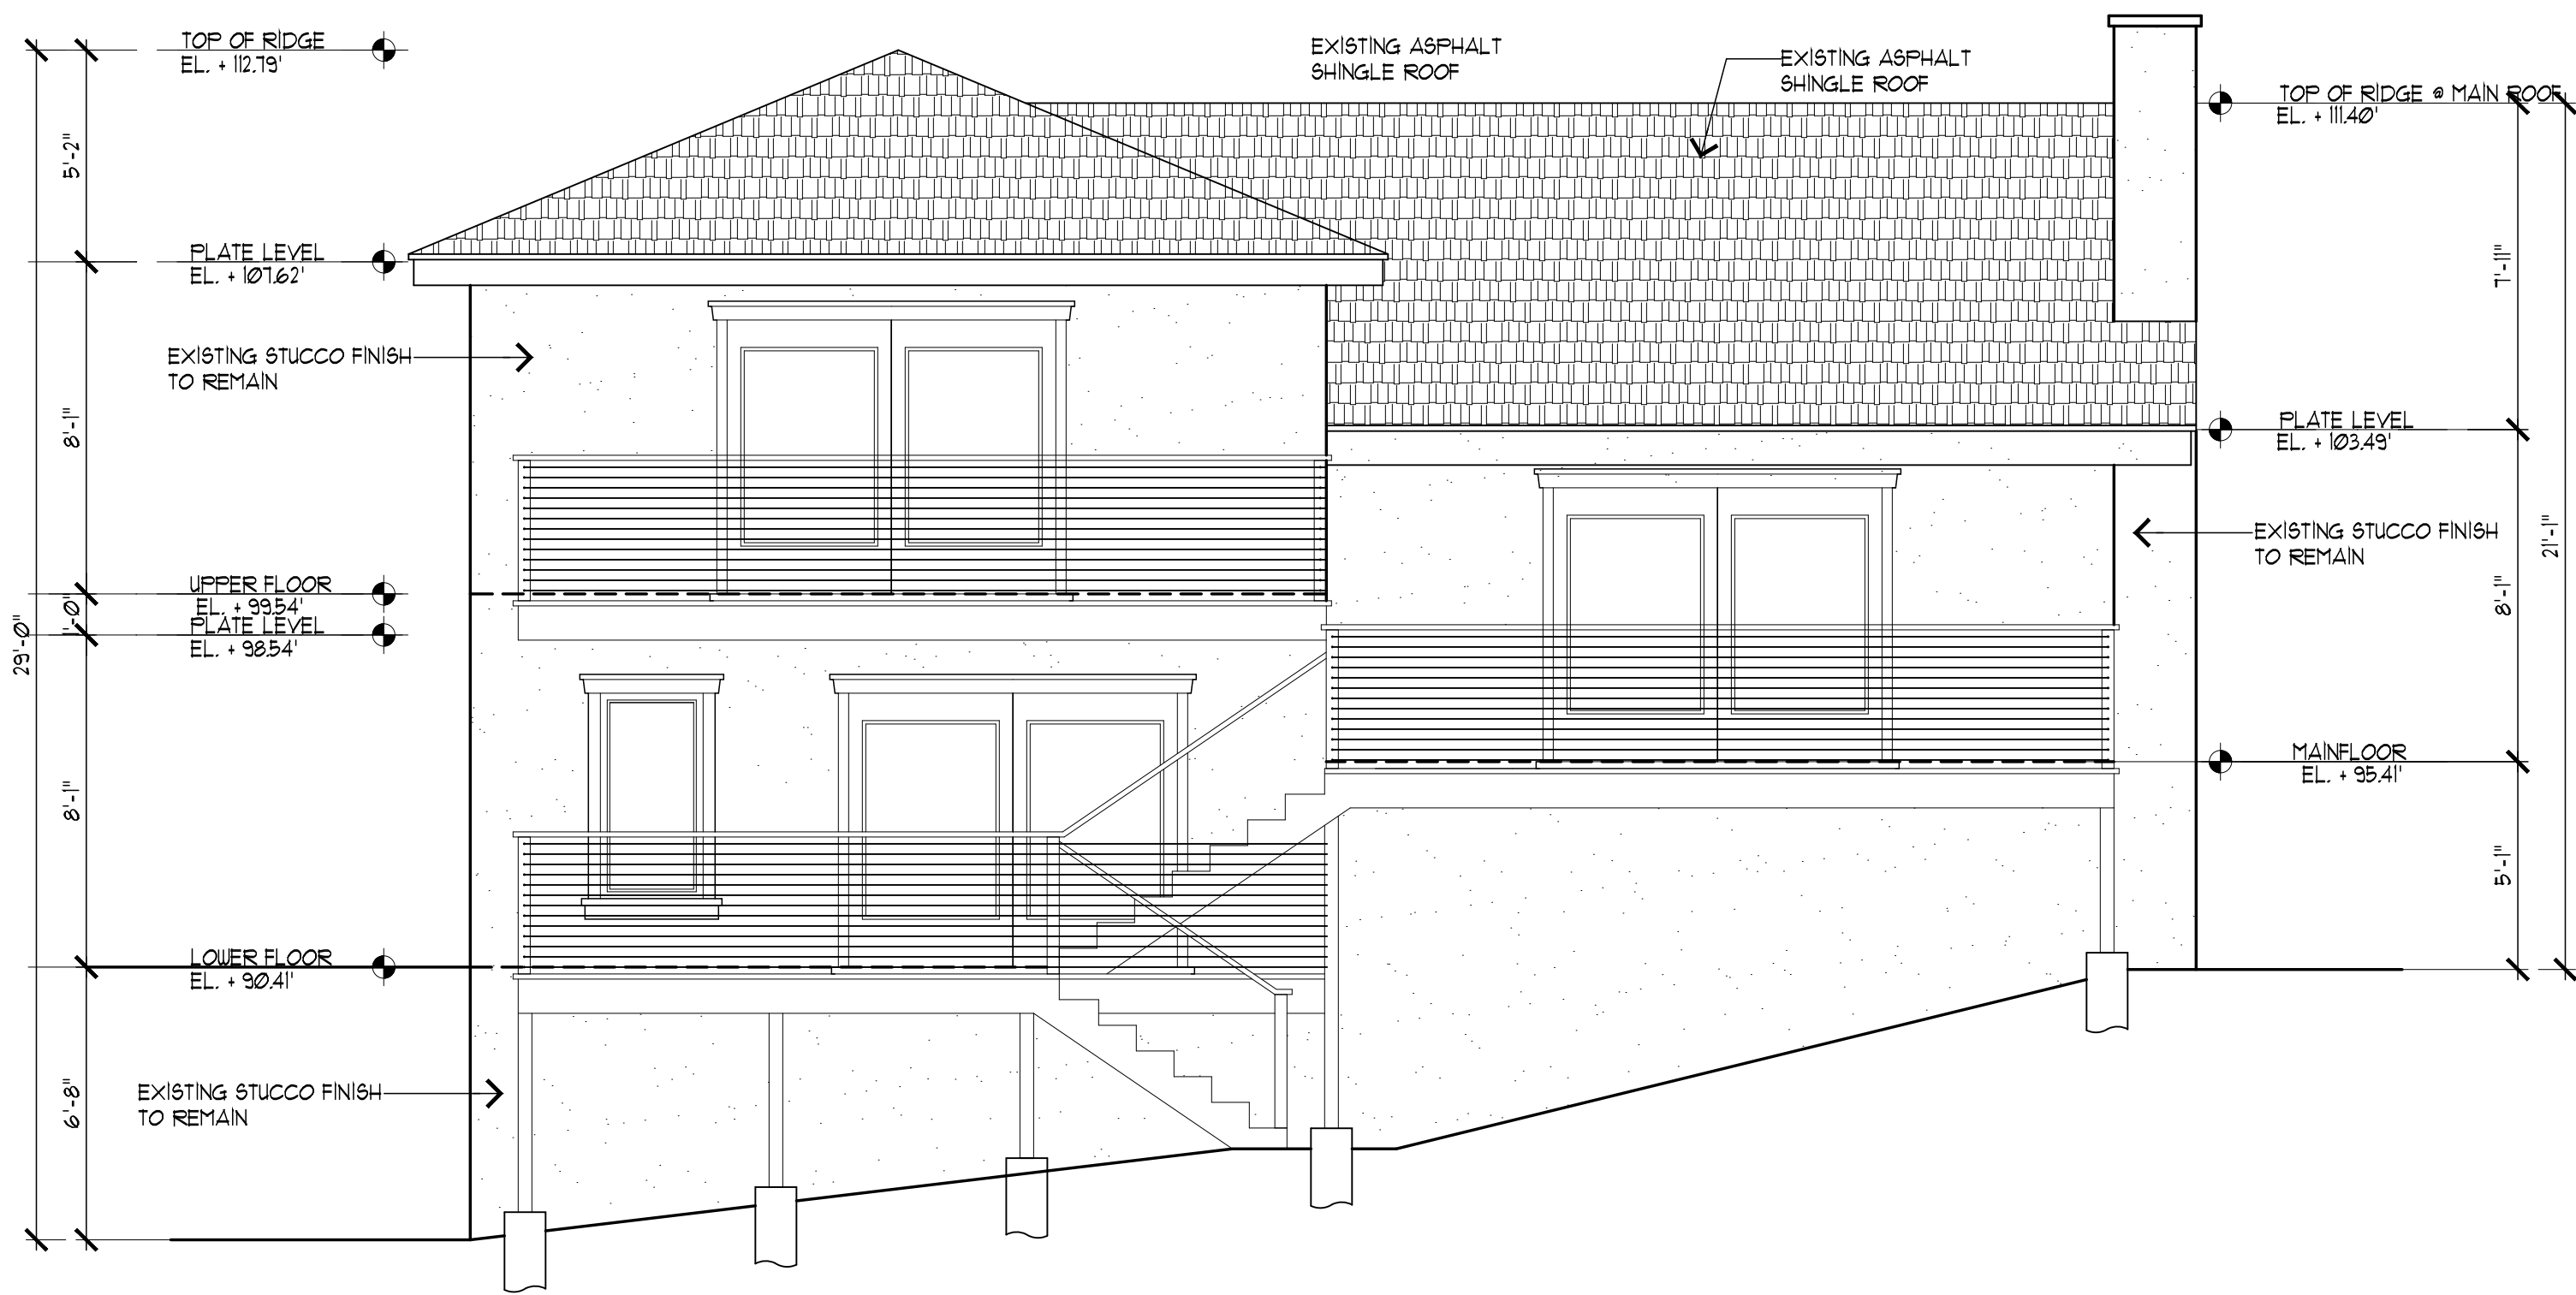 TOP OF RIDGE
EL. + 112.79'
EXISTING ASPHALT
SHINGLE ROOF
EXISTING ASPHALT
SHINGLE ROOF
TOP OF RIDGE @ MAIN ROOF
EL. + 111.40'
5'-2"
PLATE LEVEL
EL. + 107.62'
7'-11"
EXISTING STUCCO FINISH
TO REMAIN
8'-1"
PLATE LEVEL
EL. + 103.49'
EXISTING STUCCO FINISH
TO REMAIN
21'-1"
UPPER FLOOR
EL. + 99.54'
1'-0"
PLATE LEVEL
EL. + 98.54'
29'-0"
8'-1"
MAINFLOOR
EL. + 95.41'
8'-1"
5'-1"
LOWER FLOOR
EL. + 90.41'
EXISTING STUCCO FINISH
TO REMAIN
6'-8"